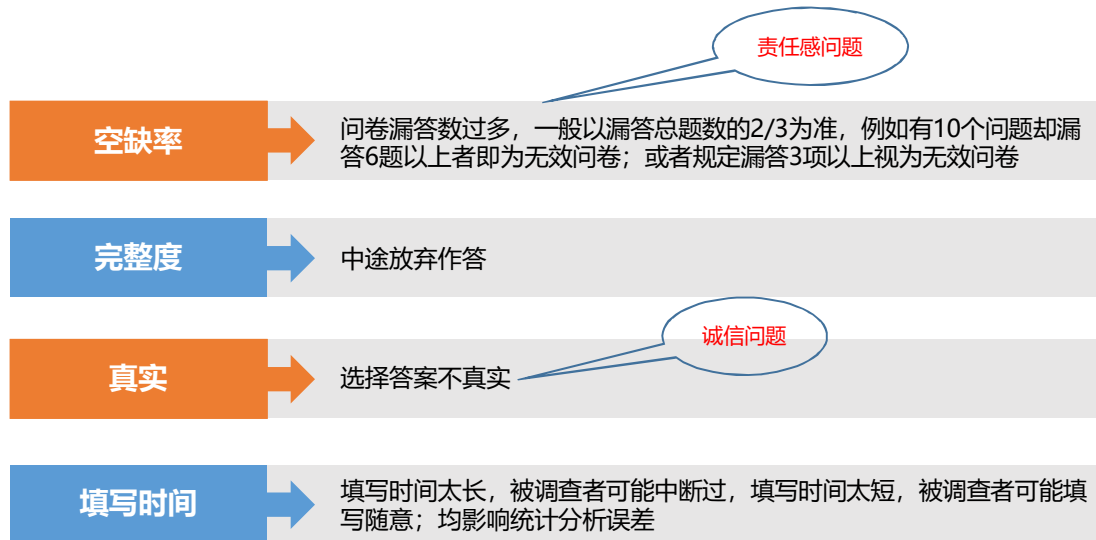 责任感问题
空缺率
问卷漏答数过多，一般以漏答总题数的2/3为准，例如有10个问题却漏
答6题以上者即为无效问卷；或者规定漏答3项以上视为无效问卷
完整度
中途放弃作答
诚信问题
真实
选择答案不真实
填写时间
填写时间太长，被调查者可能中断过，填写时间太短，被调查者可能填
写随意；均影响统计分析误差